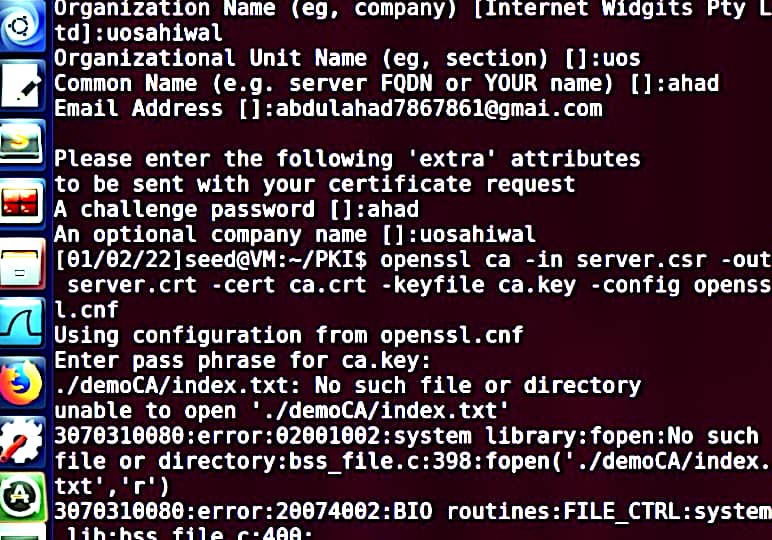 Organization Name (eg, company) [Internet Widgits Pty L
td]:uosahiwal
Organizational Unit Name (eg, section) []:uos
Common Name (e.g. server FQDN or YOUR name) []:ahad
Email Address []:abdulahad7867861@gmai.com
Please enter the following 'extra' attributes
to be sent with your certificate request
A challenge password []:ahad
An optional company name []:uosahiwal
[01/02/22]seed@VM:~/PKI$ openssl ca -in server.csr -out
server.crt -cert ca.crt -keyfile ca.key -config openss
l.cnf
Using configuration from openssl.cnf
Enter pass phrase for ca.key:
./demoCA/index.txt: No such file or directory
unable to open './demoCA/index.txt'
3070310080:error:02001002:system library:fopen:No such
file or directory:bss_file.c:398:fopen('./demoCA/index.
txt','r')
3070310080:error:20074002:BIO routines:FILE_CTRL:system
lib:bss_file.c:400: